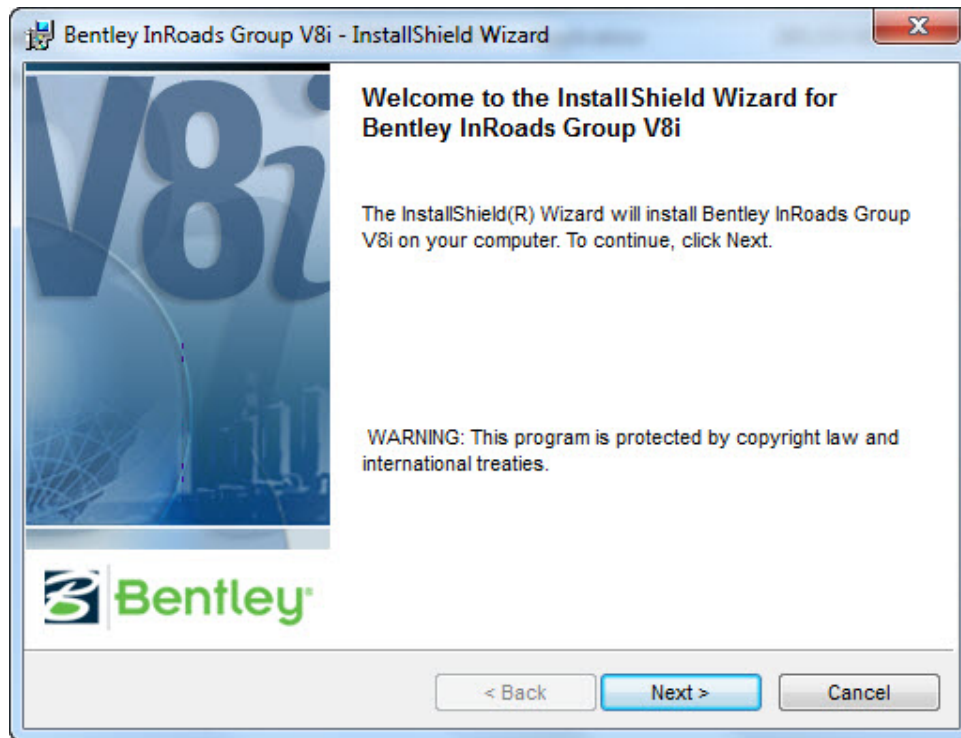 Bentley InRoads Group V8i - InstallShield Wizard
V8i
Welcome to the InstallShield Wizard for
Bentley InRoads Group V8i
The InstallShield(R) Wizard will install Bentley InRoads Group
V8i on your computer. To continue, click Next.
WARNING: This program is protected by copyright law and
international treaties.
Bentley®
< Back
Next >
Cancel